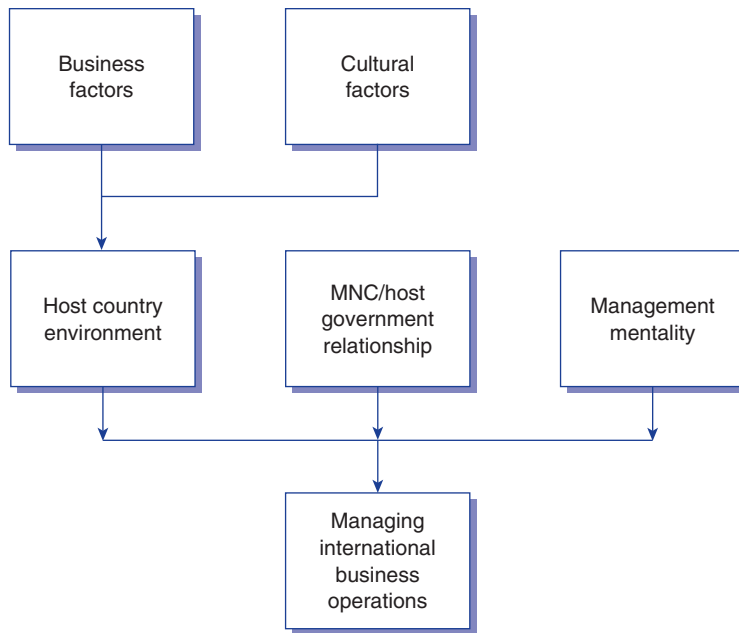 Business
factors
Cultural
factors
Host country
environment
MNC/host
government
relationship
Management
mentality
Managing
international
business
operations